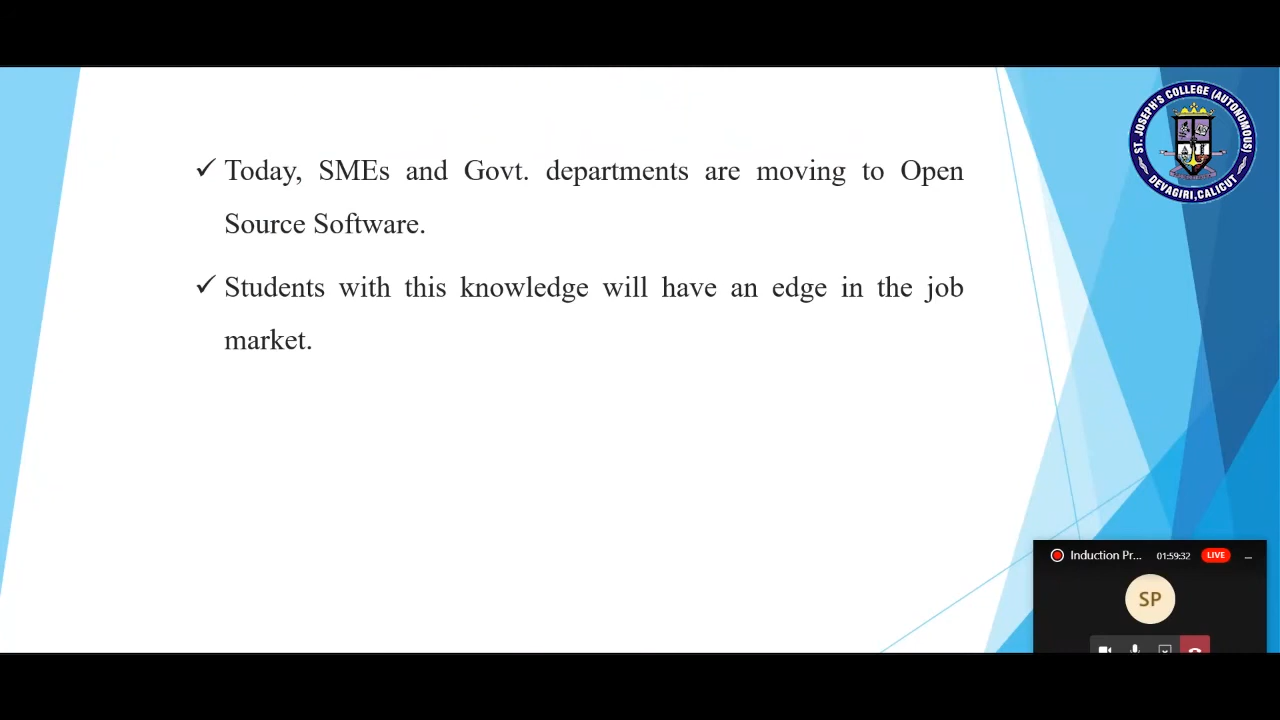 ST. JOSEPH'S COLLEGE (AUTONOMOUS)
DEVAGIRI, CALICUT
✓ Today, SMEs and Govt. departments are moving to Open
Source Software.
✓ Students with this knowledge will have an edge in the job
market.
Induction Pr... 01:59:32 LIVE
SP